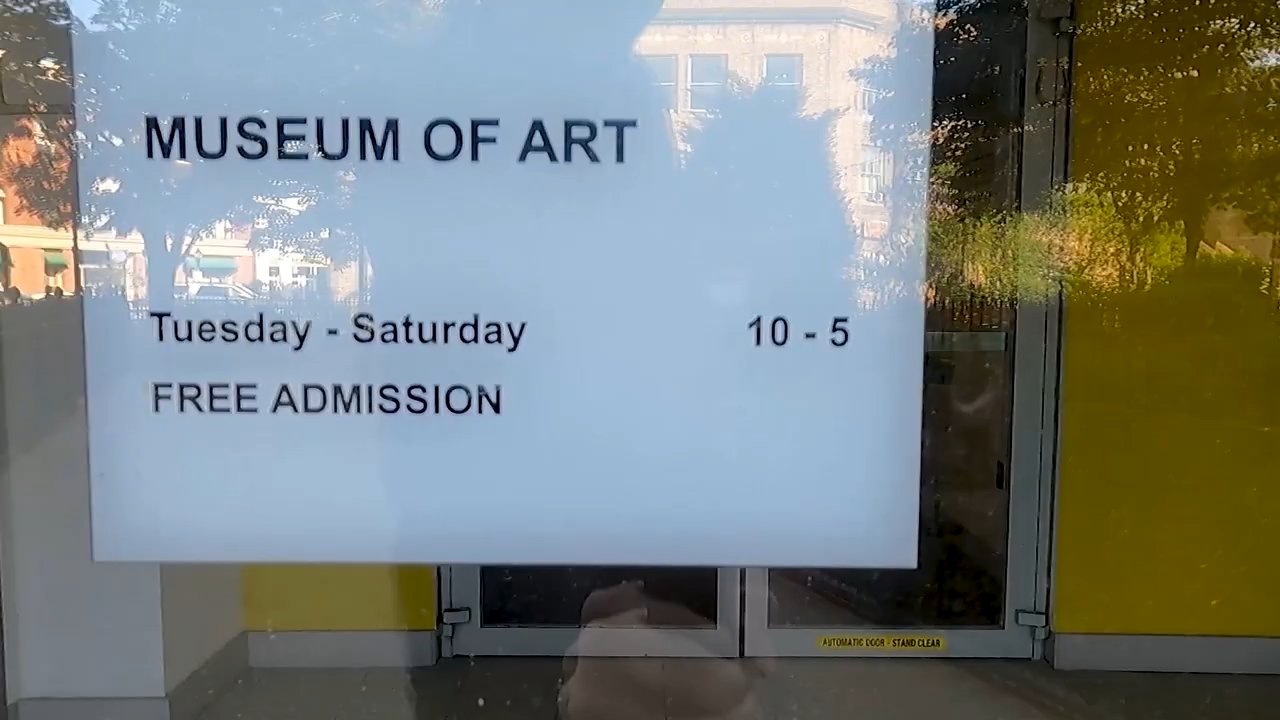 MUSEUM OF ART
Tuesday - Saturday 10 - 5
FREE ADMISSION
AUTOMATIC DOOR - STAND CLEAR